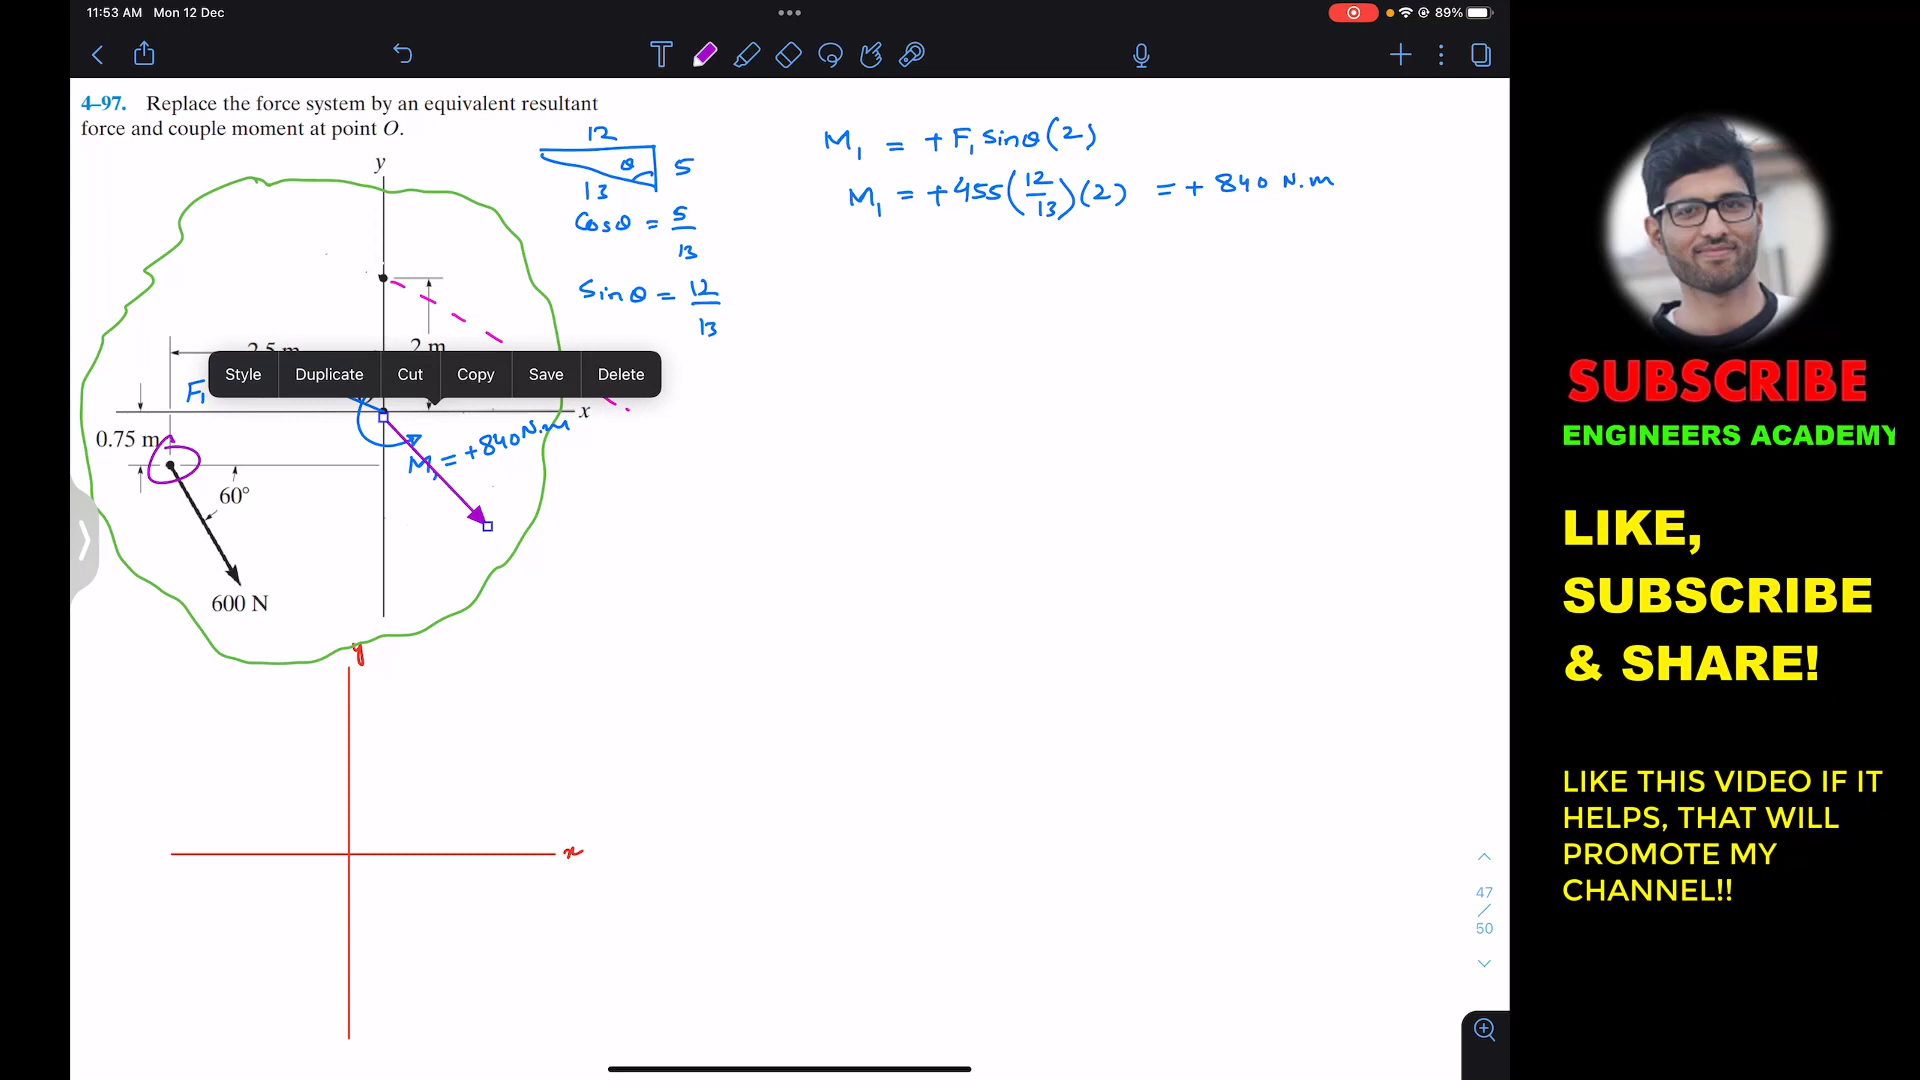 11:53 AM Mon 12 Dec
89%
4–97. Replace the force system by an equivalent resultant
force and couple moment at point O.
12
θ
5
13
Cosθ = 5/13
Sinθ = 12/13
M₁ = + F₁ sinθ (2)
M₁ = +455(12/13)(2) = + 840 N.m
y
2.5 m
2 m
Style Duplicate Cut Copy Save Delete
F₁
x
0.75 m
M₁ = +840N.m
60°
600 N
y
x
47
/
50
SUBSCRIBE
ENGINEERS ACADEMY
LIKE,
SUBSCRIBE
& SHARE!
LIKE THIS VIDEO IF IT
HELPS, THAT WILL
PROMOTE MY
CHANNEL!!